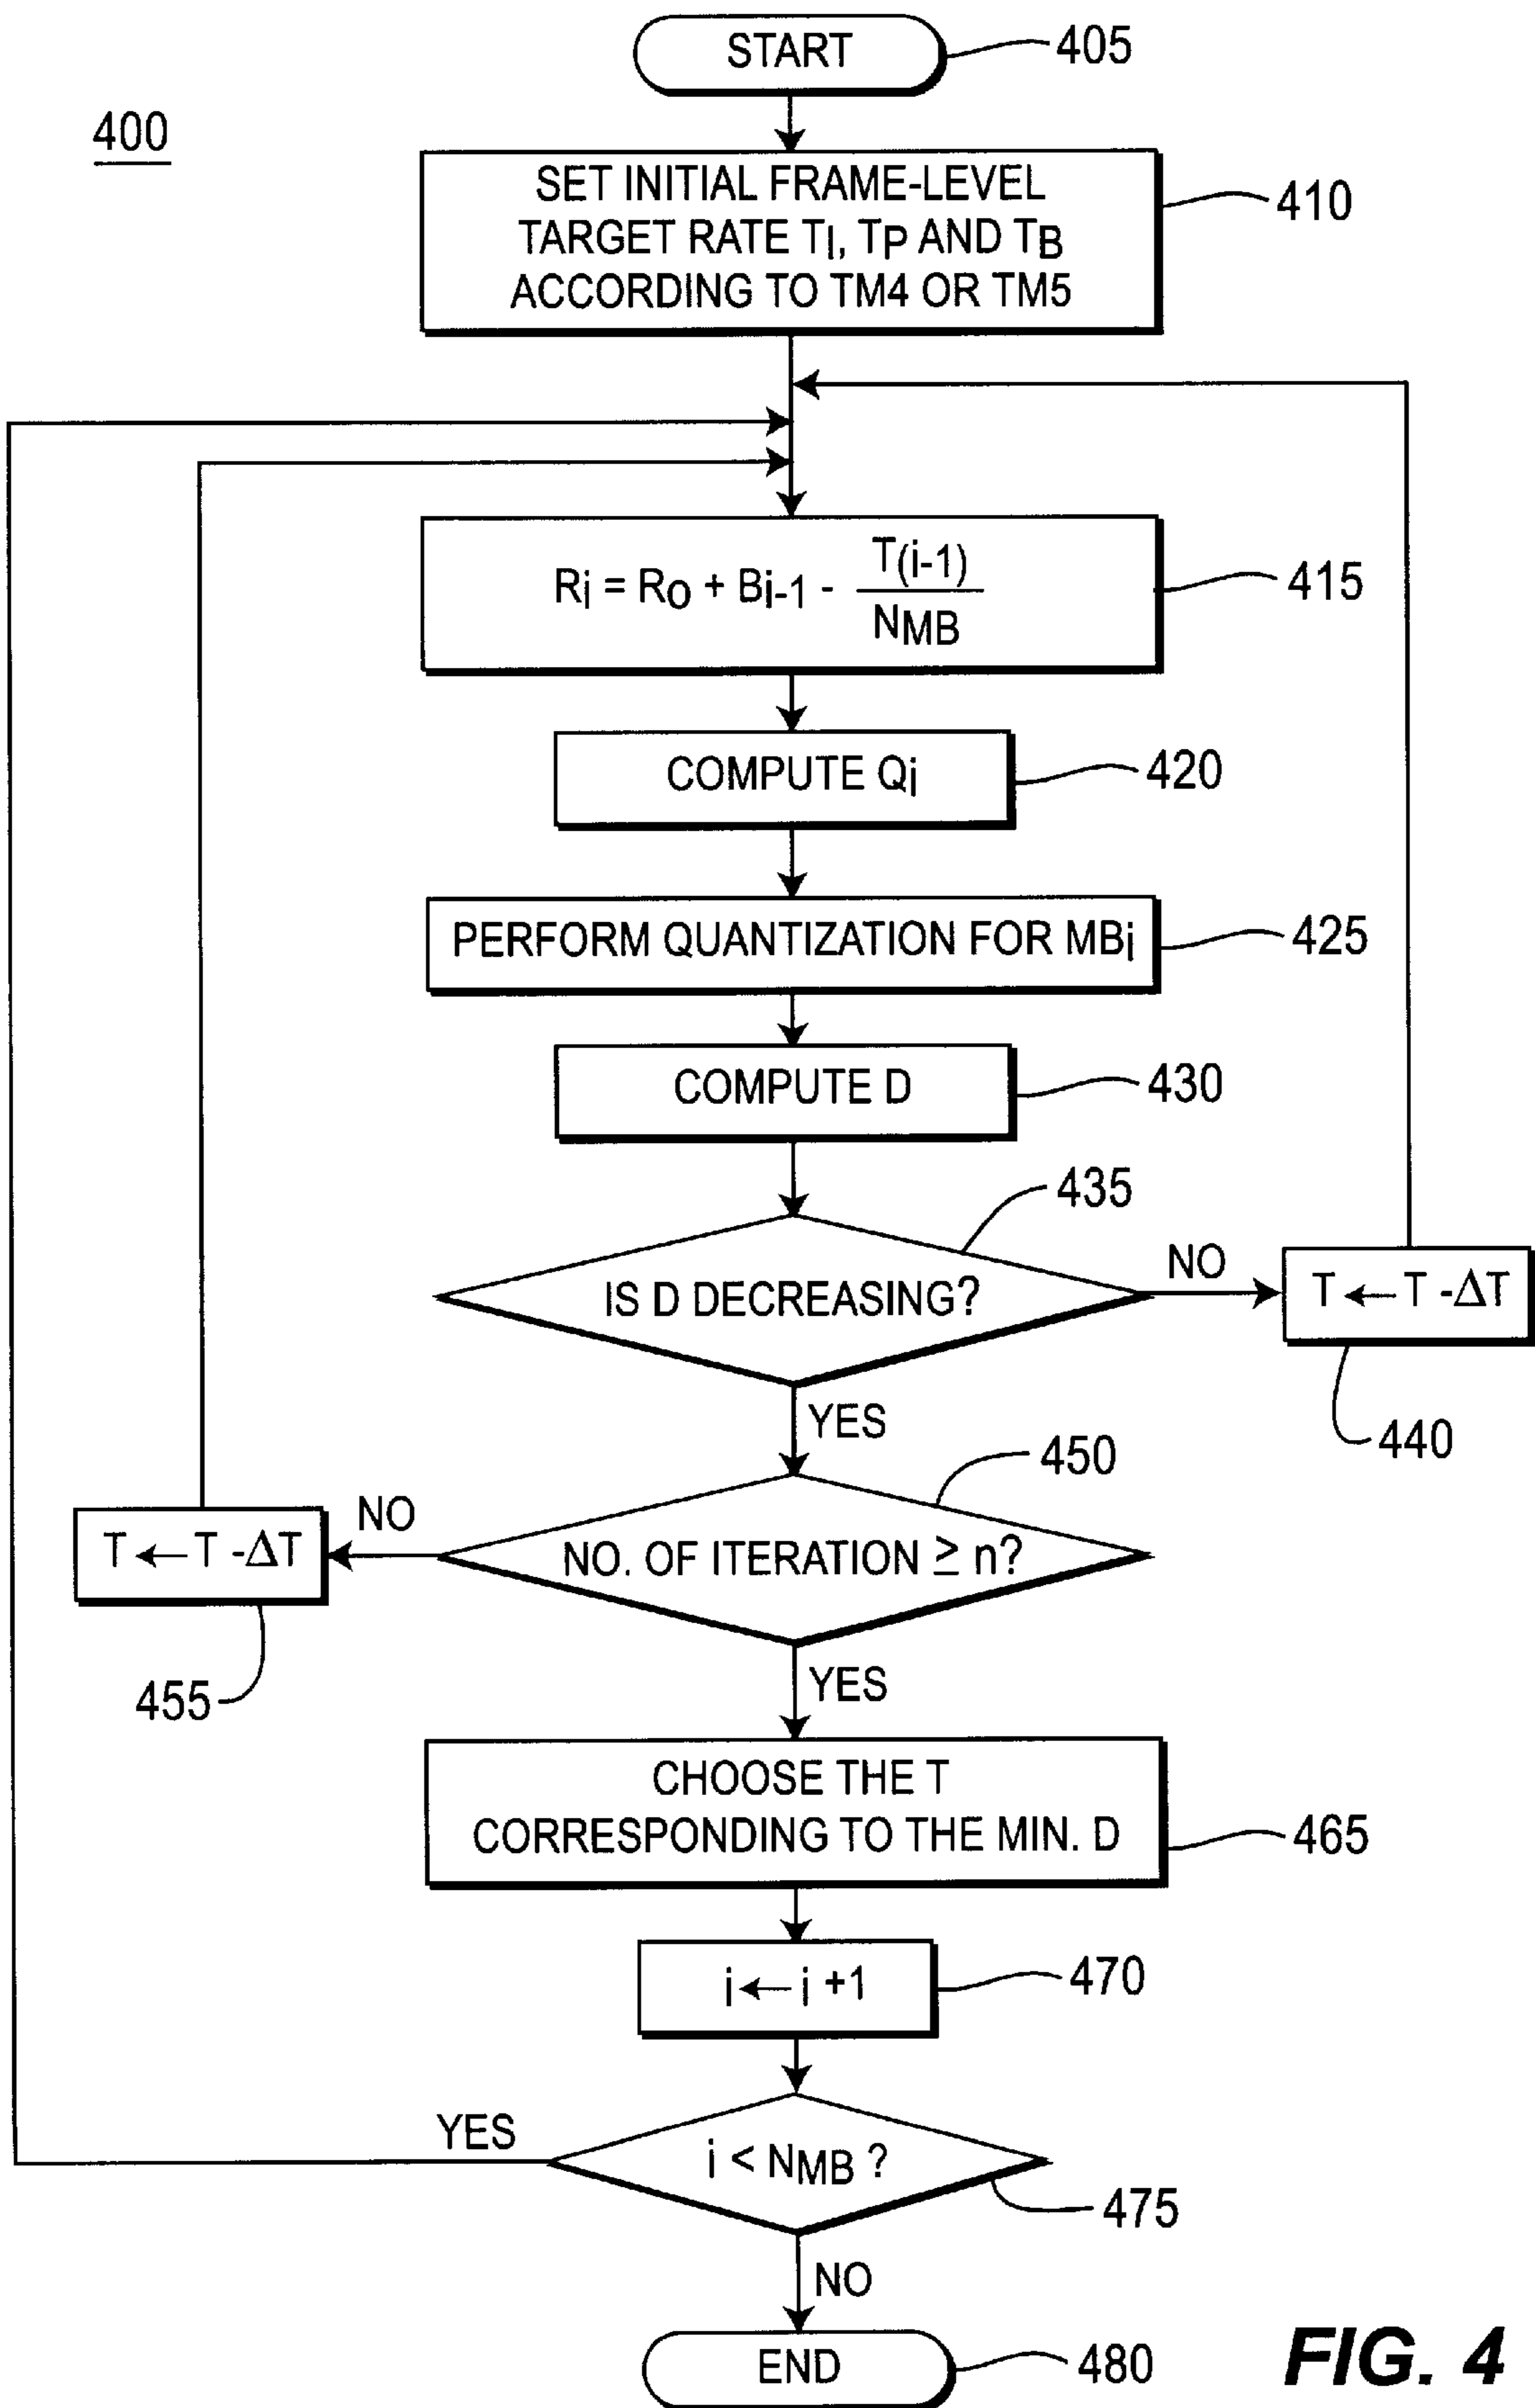 START
405
400
SET INITIAL FRAME-LEVEL
TARGET RATE TI, TP AND TB
ACCORDING TO TM4 OR TM5
410
Ri = Ro + Bi-1 - T(i-1) / NMB
415
COMPUTE Qi
420
PERFORM QUANTIZATION FOR MBi
425
COMPUTE D
430
435
IS D DECREASING?
NO
T ← T -ΔT
440
YES
450
NO. OF ITERATION ≥ n?
NO
T ← T -ΔT
455
YES
CHOOSE THE T
CORRESPONDING TO THE MIN. D
465
i ← i +1
470
YES
i < NMB ?
475
NO
END
480
FIG. 4